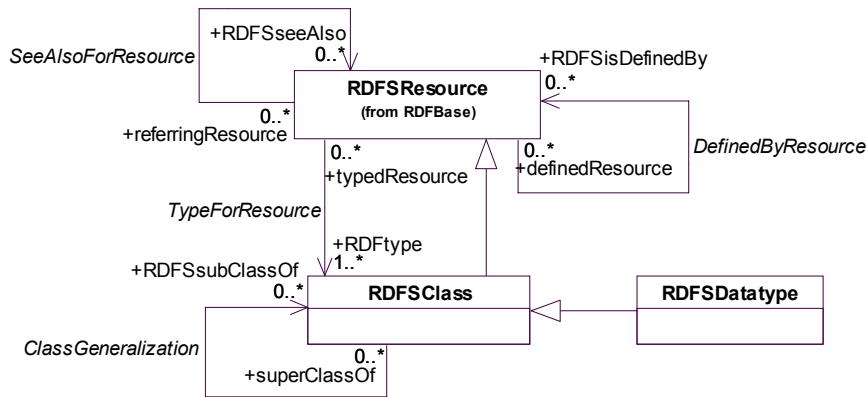 +RDFSseeAlso
0..*
SeeAlsoForResource
+RDFSisDefinedBy
0..*
RDFSResource
(from RDFBase)
0..*
+referringResource
0..*
+typedResource
0..*
+definedResource
DefinedByResource
TypeForResource
+RDFtype
1..*
+RDFSsubClassOf
0..*
RDFSClass
RDFSDatatype
ClassGeneralization
0..*
+superClassOf